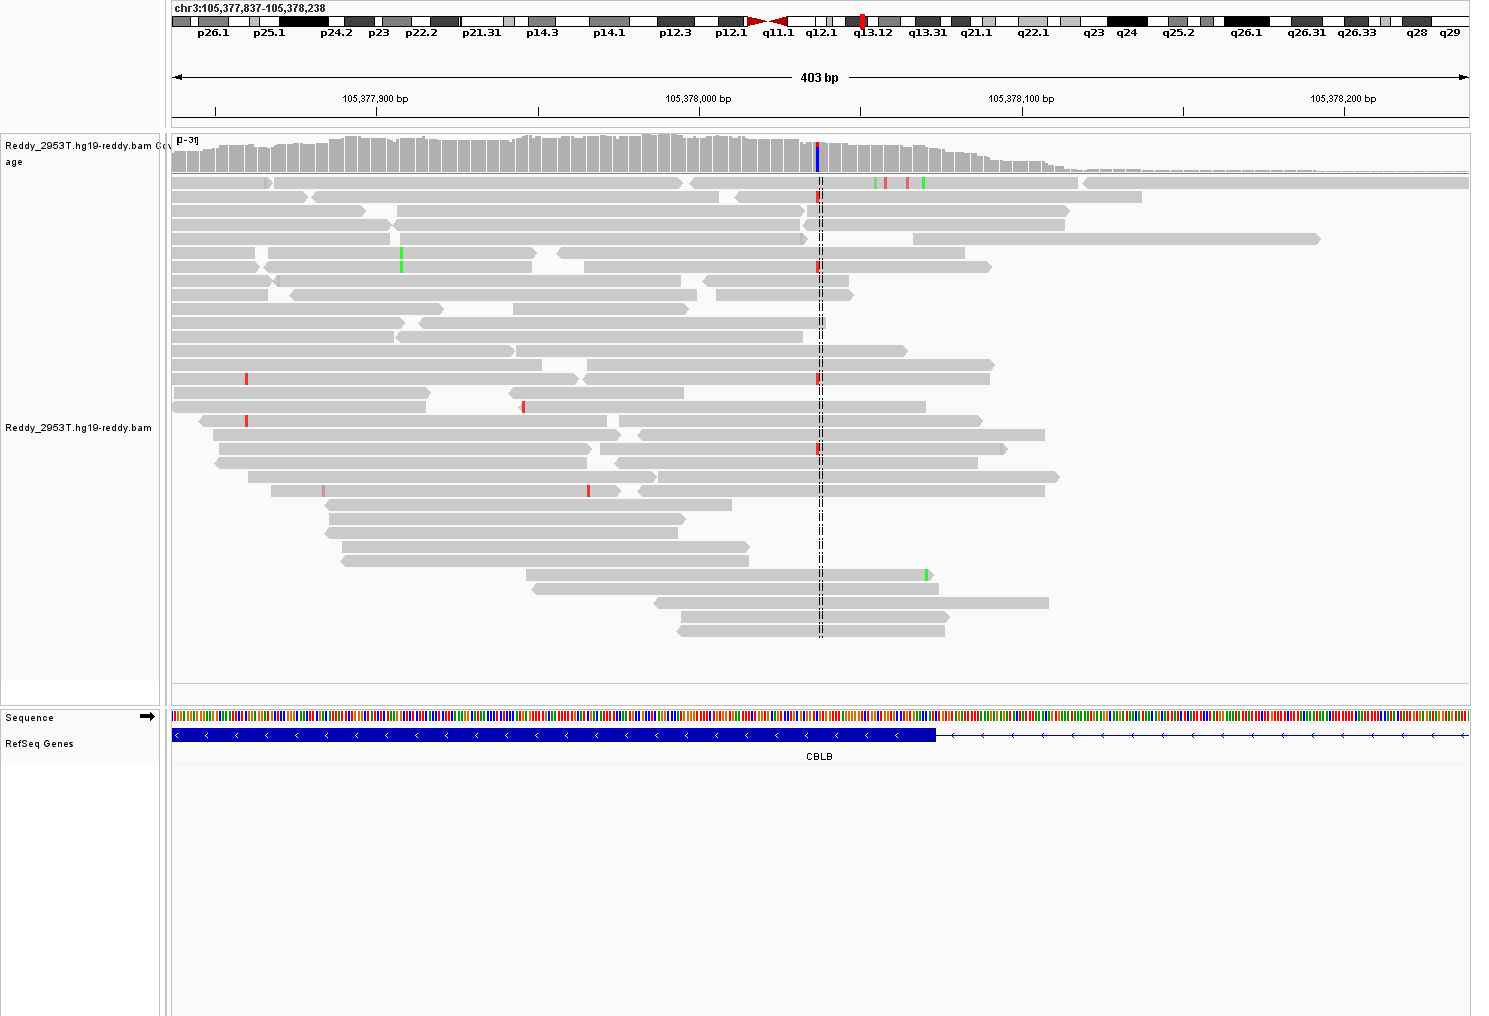 chr3:105,377,837-105,378,238
p26.1 p25.1 p24.2 p23 p22.2 p21.31 p14.3 p14.1 p12.3 p12.1 q11.1 q12.1 q13.12 q13.31 q21.1 q22.1 q23 q24 q25.2 q26.1 q26.31 q26.33 q28 q29
403 bp
105,377,900 bp 105,378,000 bp 105,378,100 bp 105,378,200 bp
[0-31]
Reddy_2953T.hg19-reddy.bam Cov
age
Reddy_2953T.hg19-reddy.bam
Sequence
RefSeq Genes
CBLB